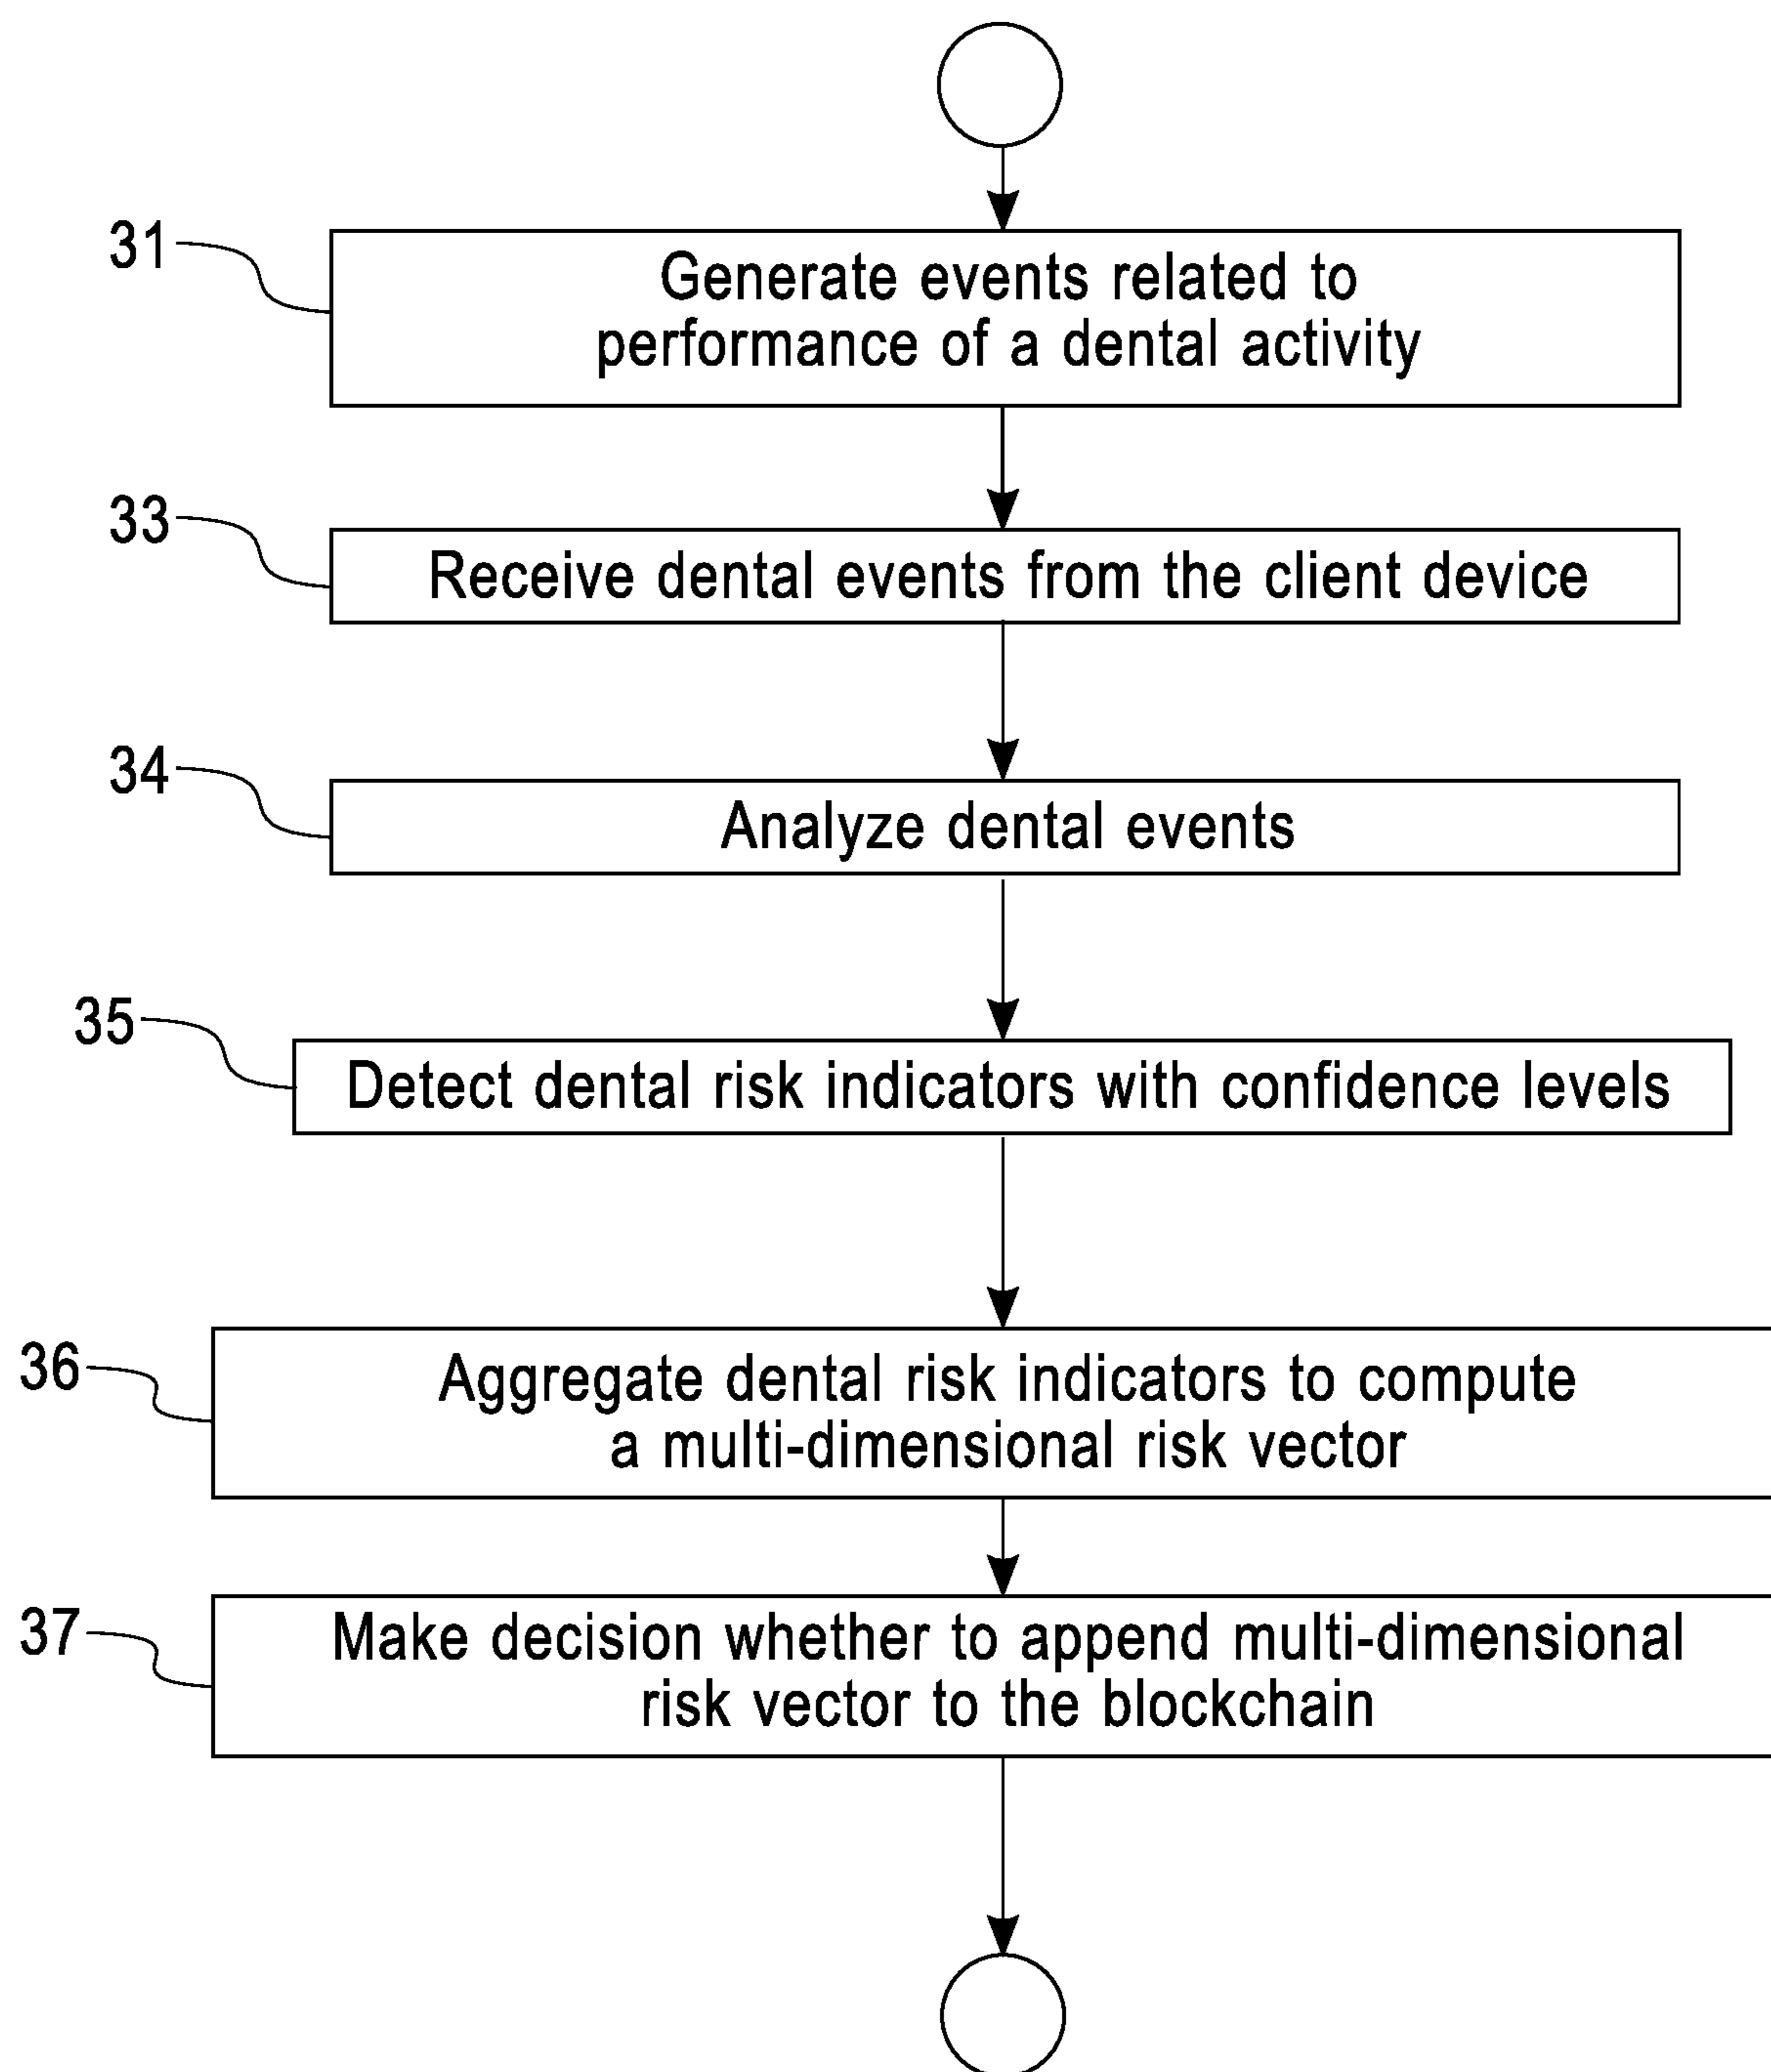 31
Generate events related to
performance of a dental activity
33
Receive dental events from the client device
34
Analyze dental events
35
Detect dental risk indicators with confidence levels
36
Aggregate dental risk indicators to compute
a multi-dimensional risk vector
37
Make decision whether to append multi-dimensional
risk vector to the blockchain